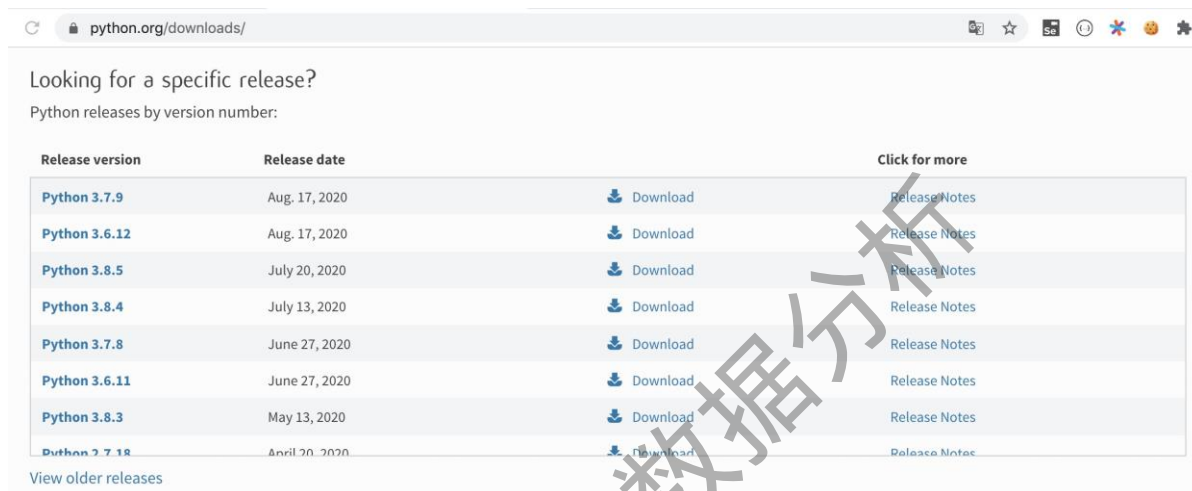 python.org/downloads/
Se
Looking for a specific release?
Python releases by version number:
Release version Release date Click for more
Python 3.7.9 Aug. 17, 2020 Download Release Notes
Python 3.6.12 Aug. 17, 2020 Download Release Notes
Python 3.8.5 July 20, 2020 Download Release Notes
Python 3.8.4 July 13, 2020 Download Release Notes
Python 3.7.8 June 27, 2020 Download Release Notes
Python 3.6.11 June 27, 2020 Download Release Notes
Python 3.8.3 May 13, 2020 Download Release Notes
Python 2.7.18 April 20, 2020 Download Release Notes
View older releases
数据分析